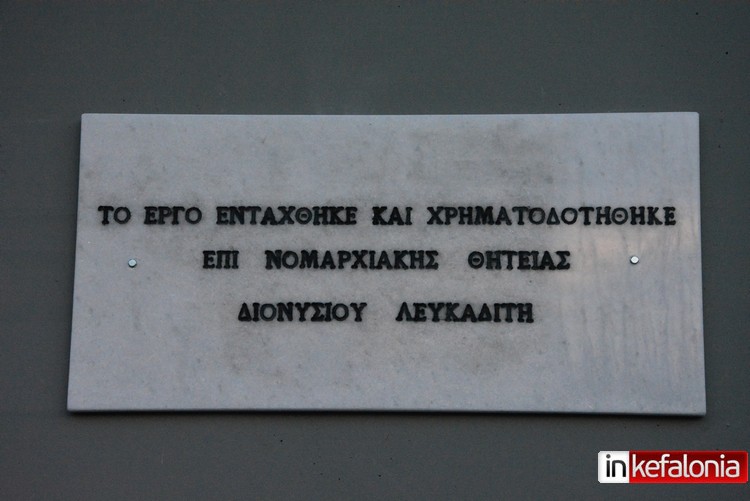 ΤΟ ΕΡΓΟ ΕΝΤΑΧΘΗΚΕ ΚΑΙ ΧΡΗΜΑΤΟΔΟΤΗΘΗΚΕ
ΕΠΙ ΝΟΜΑΡΧΙΑΚΗΣ ΘΗΤΕΙΑΣ
ΔΙΟΝΥΣΙΟΥ ΛΕΥΚΑΔΙΤΗ
inkefalonia